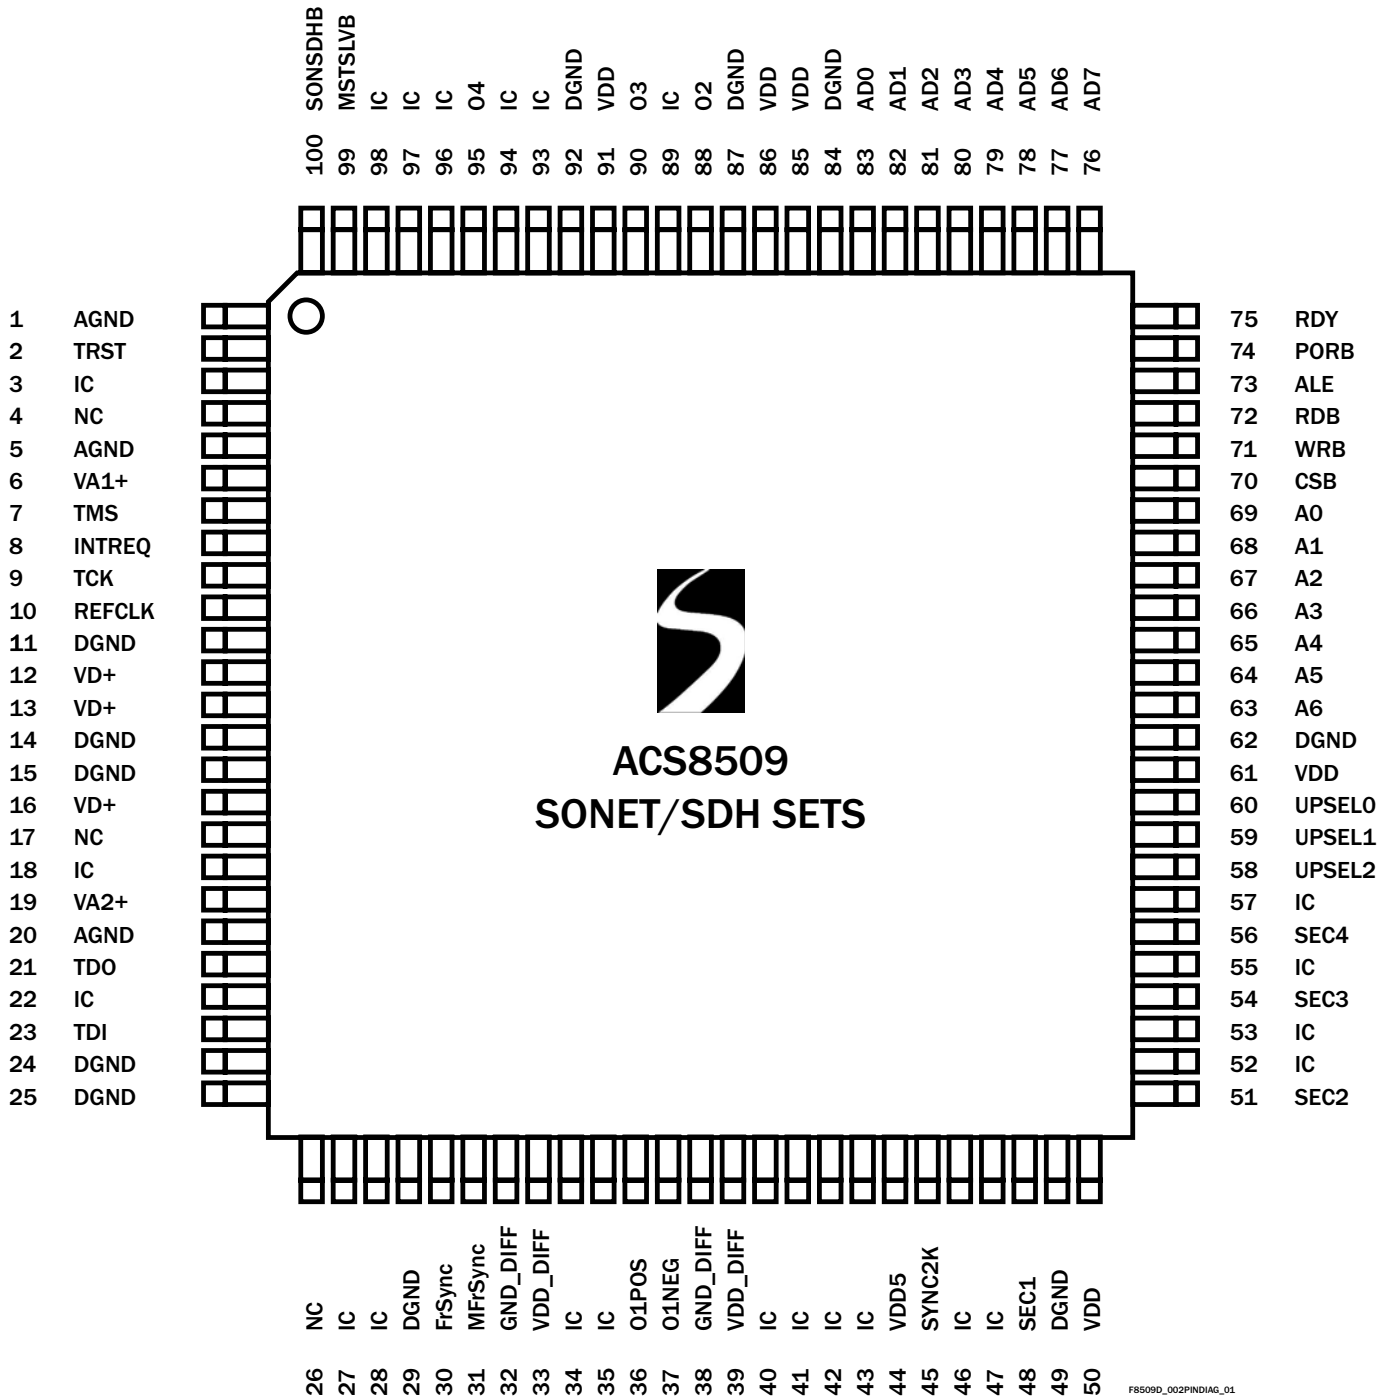 100 SONSDHB
99 MSTSLVB
98 IC
97 IC
96 IC
95 O4
94 IC
93 IC
92 DGND
91 VDD
90 O3
89 IC
88 O2
87 DGND
86 VDD
85 VDD
84 DGND
83 AD0
82 AD1
81 AD2
80 AD3
79 AD4
78 AD5
77 AD6
76 AD7
1 AGND
2 TRST
3 IC
4 NC
5 AGND
6 VA1+
7 TMS
8 INTREQ
9 TCK
10 REFCLK
11 DGND
12 VD+
13 VD+
14 DGND
15 DGND
16 VD+
17 NC
18 IC
19 VA2+
20 AGND
21 TDO
22 IC
23 TDI
24 DGND
25 DGND
ACS8509
SONET/SDH SETS
75 RDY
74 PORB
73 ALE
72 RDB
71 WRB
70 CSB
69 A0
68 A1
67 A2
66 A3
65 A4
64 A5
63 A6
62 DGND
61 VDD
60 UPSEL0
59 UPSEL1
58 UPSEL2
57 IC
56 SEC4
55 IC
54 SEC3
53 IC
52 IC
51 SEC2
26 NC
27 IC
28 IC
29 DGND
30 FrSync
31 MFrSync
32 GND_DIFF
33 VDD_DIFF
34 IC
35 IC
36 O1POS
37 O1NEG
38 GND_DIFF
39 VDD_DIFF
40 IC
41 IC
42 IC
43 IC
44 VDD5
45 SYNC2K
46 IC
47 IC
48 SEC1
49 DGND
50 VDD
F8509D_002PINDIAG_01